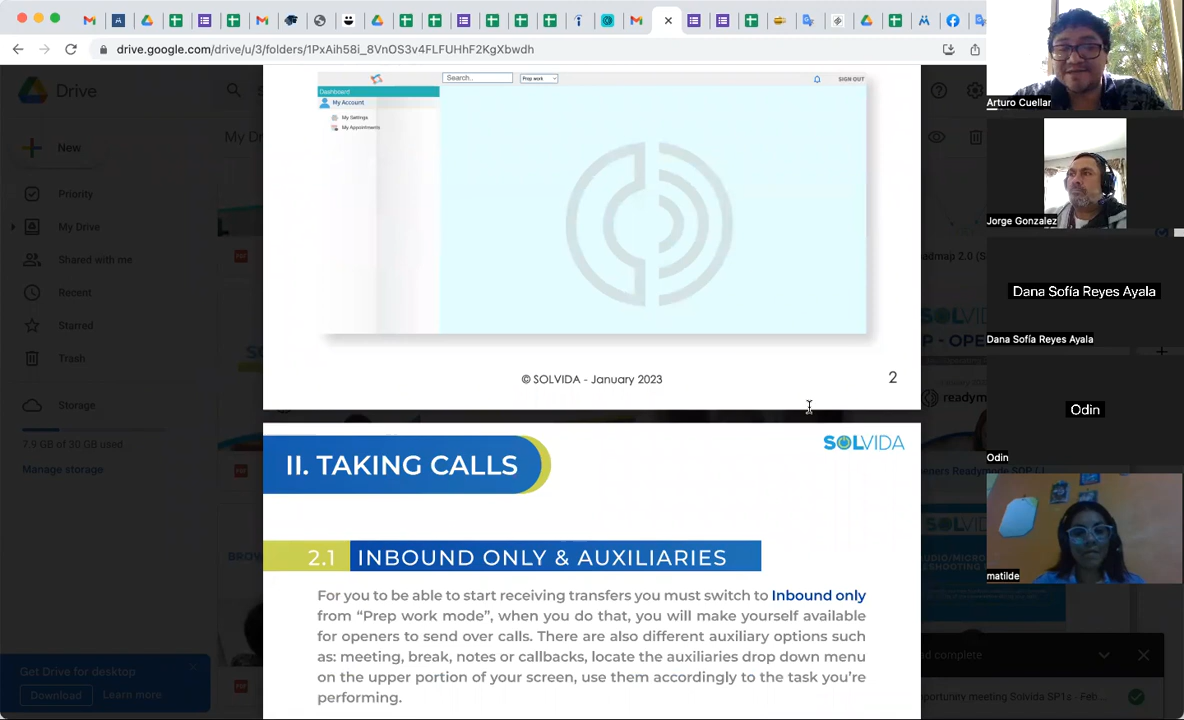 drive.google.com/drive/u/3/folders/1PxAih58i_8VnOS3v4FLFUHhF2KgXbwdh
Drive
New
My D
Priority
My Drive
Shared with me
Recent
Starred
Trash
Storage
7.9 GB of 30 GB used
Manage storage
Get Drive for desktop
Download
Learn more
Search..
Prep work
SIGN OUT
Dashboard
My Account
My Settings
My Appointments
© SOLVIDA - January 2023
2
SOLVIDA
II. TAKING CALLS
2.1 INBOUND ONLY & AUXILIARIES
For you to be able to start receiving transfers you must switch to Inbound only
from “Prep work mode”, when you do that, you will make yourself available
for openers to send over calls. There are also different auxiliary options such
as: meeting, break, notes or callbacks, locate the auxiliaries drop down menu
on the upper portion of your screen, use them accordingly to the task you’re
performing.
Arturo Cuellar
Jorge Gonzalez
Dana Sofía Reyes Ayala
Dana Sofía Reyes Ayala
Odin
Odin
matilde